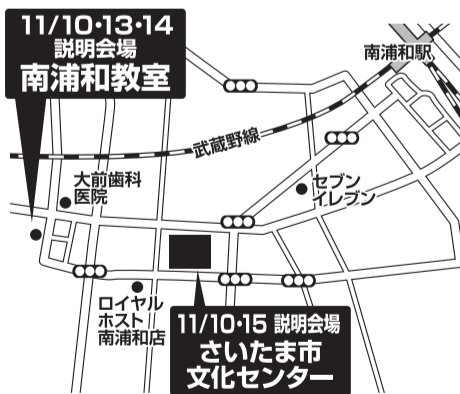 11/10・13・14
説明会場
南浦和教室
南浦和駅
武蔵野線
大前歯科
医院
セブン
イレブン
ロイヤル
ホスト
南浦和店
11/10・15 説明会場
さいたま市
文化センター